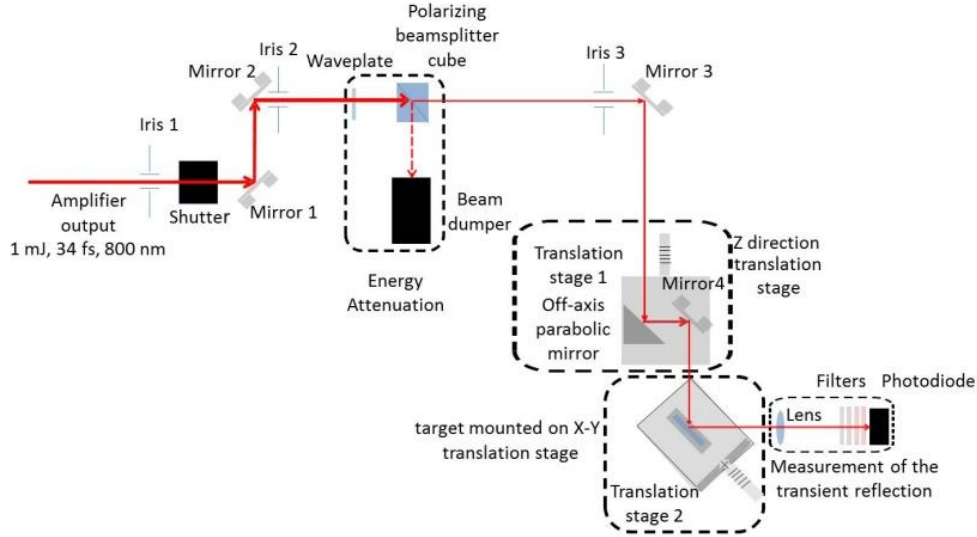 Polarizing
beamsplitter
cube
Iris 2
Waveplate
Mirror 2
Iris 3
Mirror 3
Iris 1
Amplifier
output
1 mJ, 34 fs, 800 nm
Shutter
Mirror 1
Beam
dumper
Energy
Attenuation
Translation
stage 1
Off-axis
parabolic
mirror
Mirror4
Z direction
translation
stage
target mounted on X-Y
translation stage
Translation
stage 2
Lens
Filters
Photodiode
Measurement of the
transient reflection